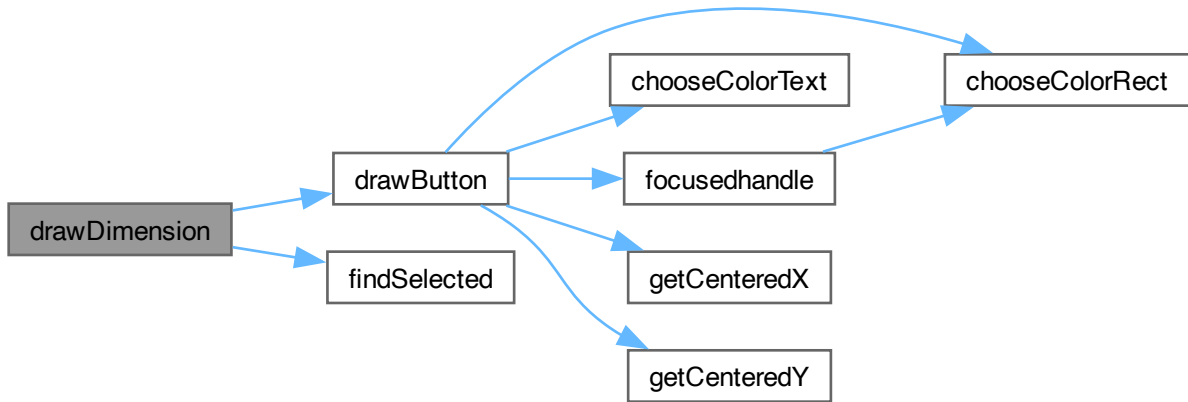 drawDimension
drawButton
findSelected
chooseColorText
focusedhandle
getCenteredX
getCenteredY
chooseColorRect